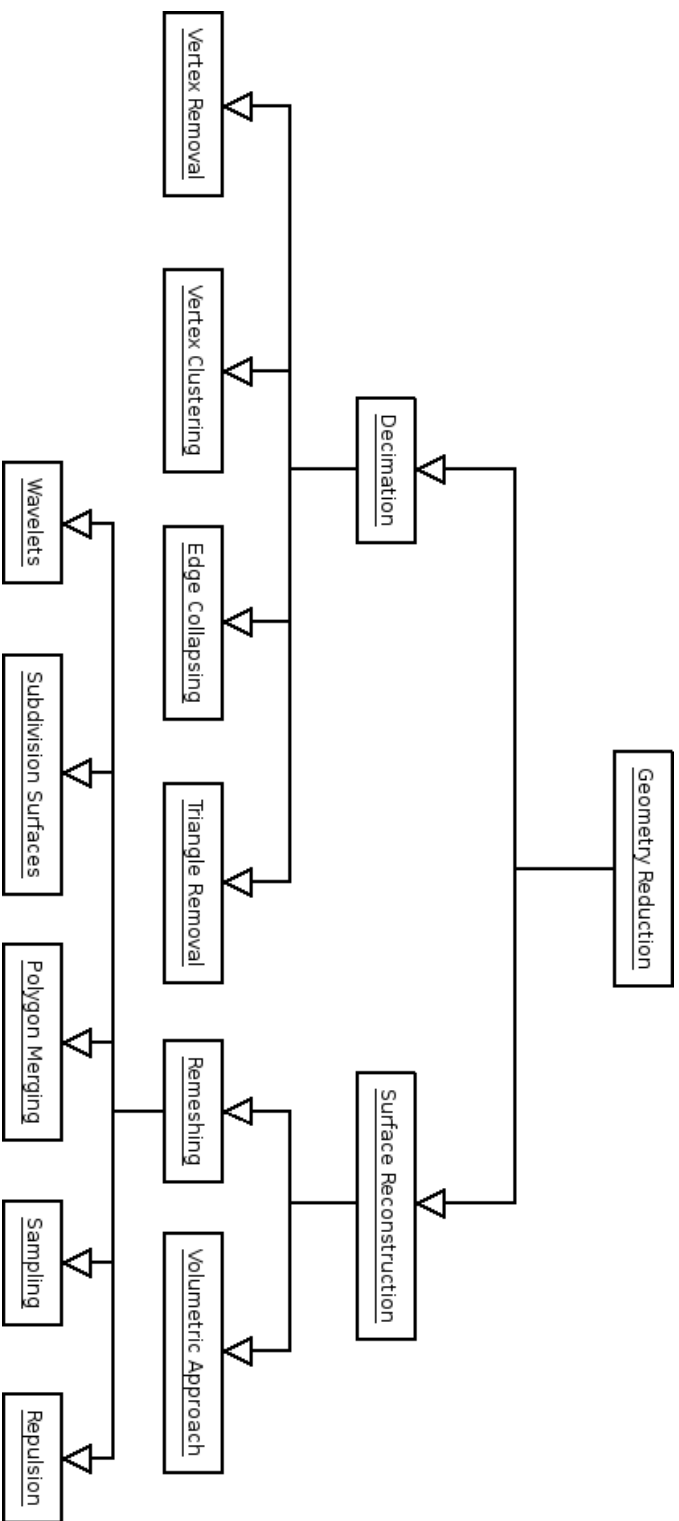 Geometry Reduction
Decimation
Surface Reconstruction
Vertex Removal
Vertex Clustering
Edge Collapsing
Triangle Removal
Remeshing
Volumetric Approach
Wavelets
Subdivision Surfaces
Polygon Merging
Sampling
Repulsion